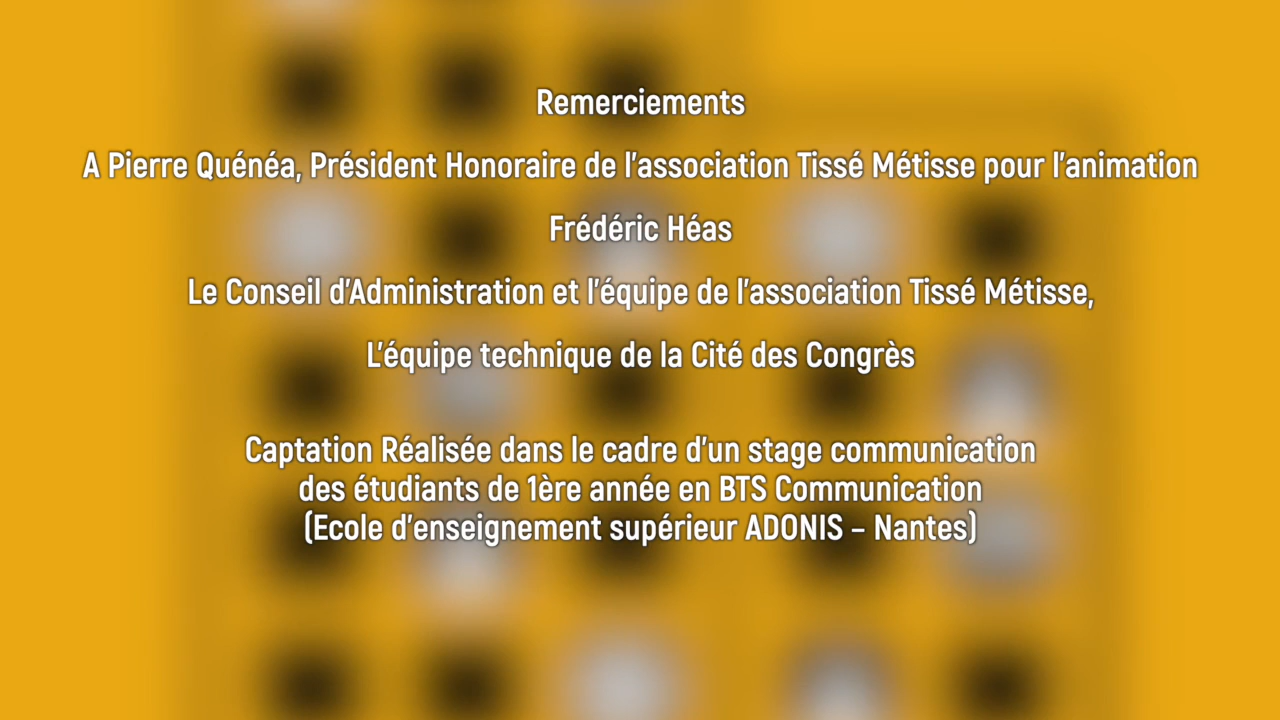 Remerciements
A Pierre Quénéa, Président Honoraire de l'association Tissé Métisse pour l'animation
Frédéric Héas
Le Conseil d'Administration et l'équipe de l'association Tissé Métisse,
L'équipe technique de la Cité des Congrès
Captation Réalisée dans le cadre d'un stage communication
des étudiants de 1ère année en BTS Communication
(Ecole d'enseignement supérieur ADONIS – Nantes)